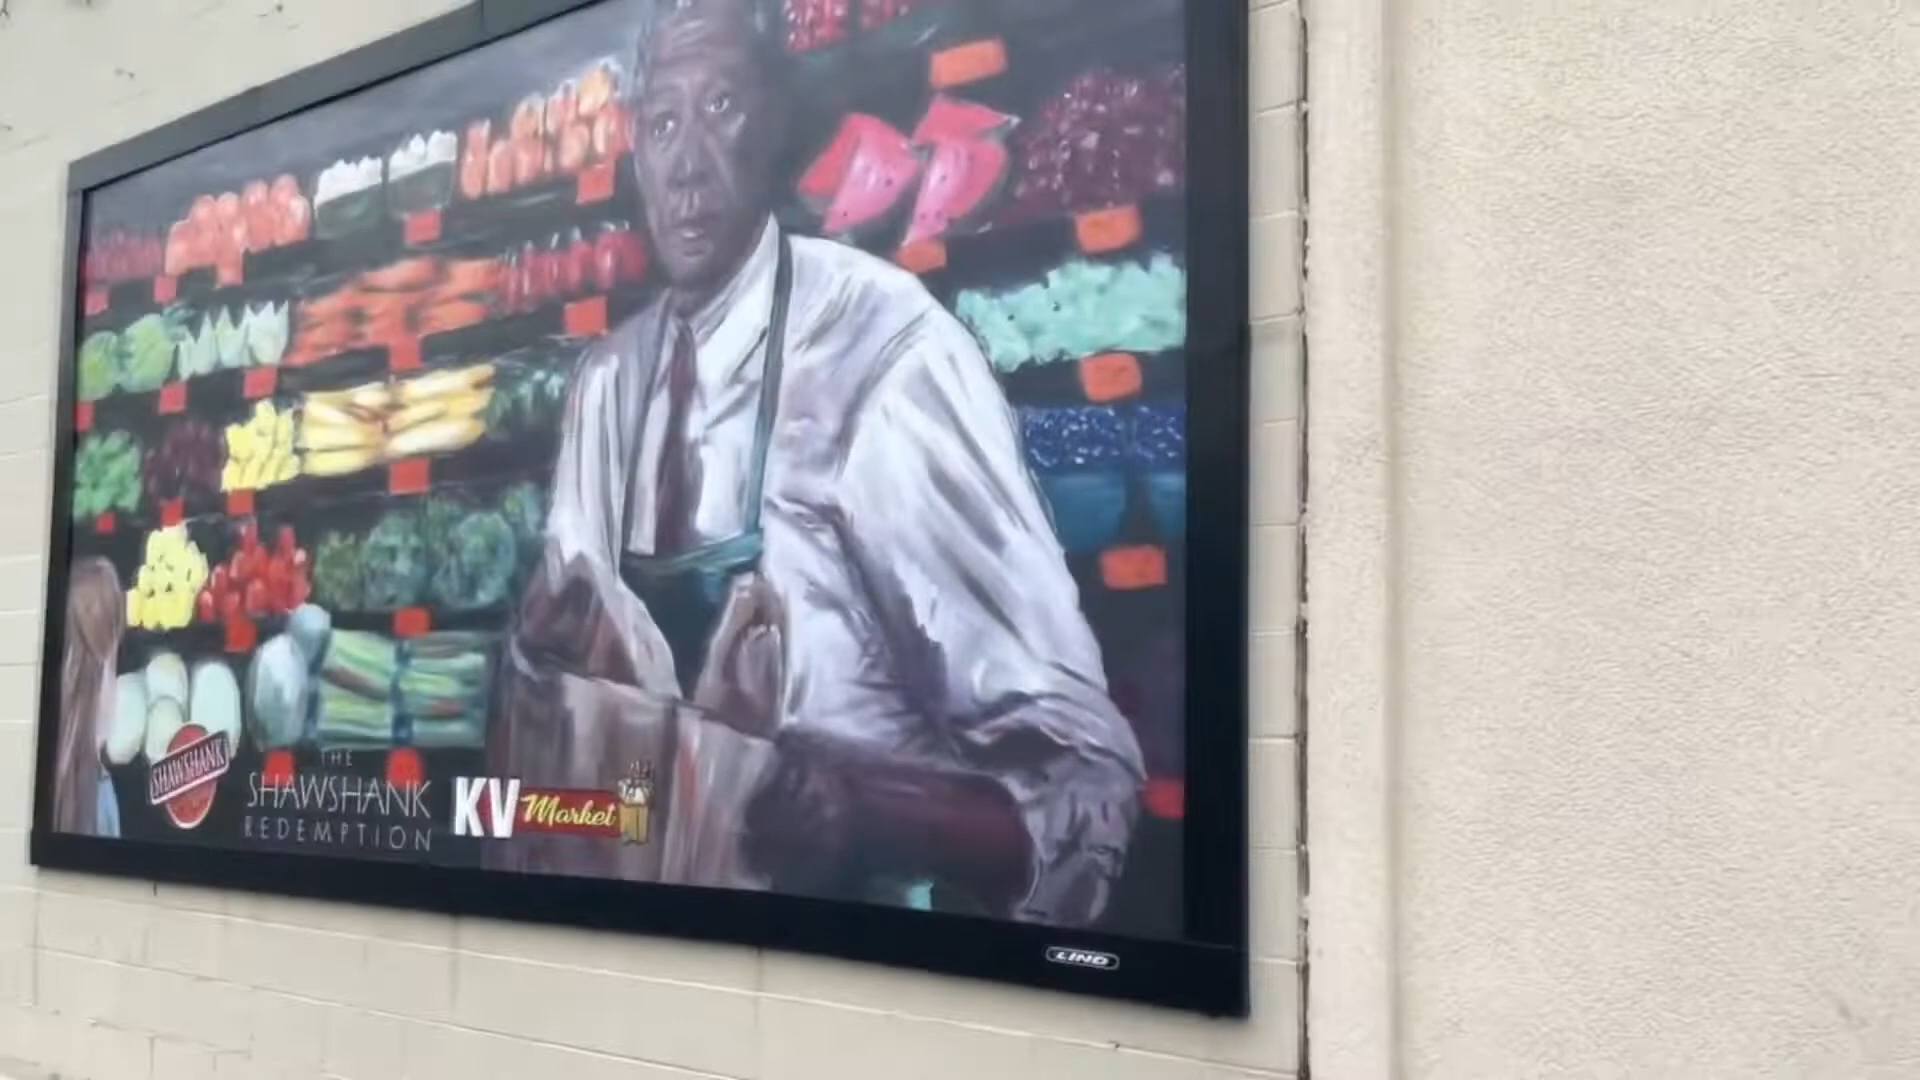 SHAWSHANK
THE
SHAWSHANK
REDEMPTION
KV Market
LIND